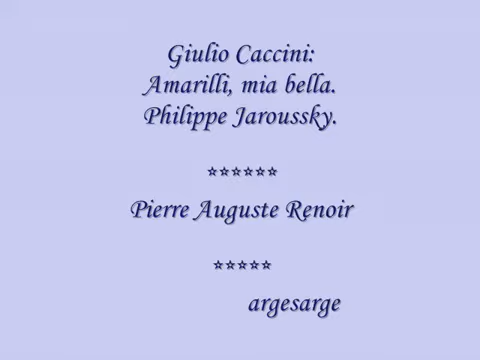 Giulio Caccini:
Amarilli, mia bella.
Philippe Jaroussky.
******
Pierre Auguste Renoir
*****
argesarge